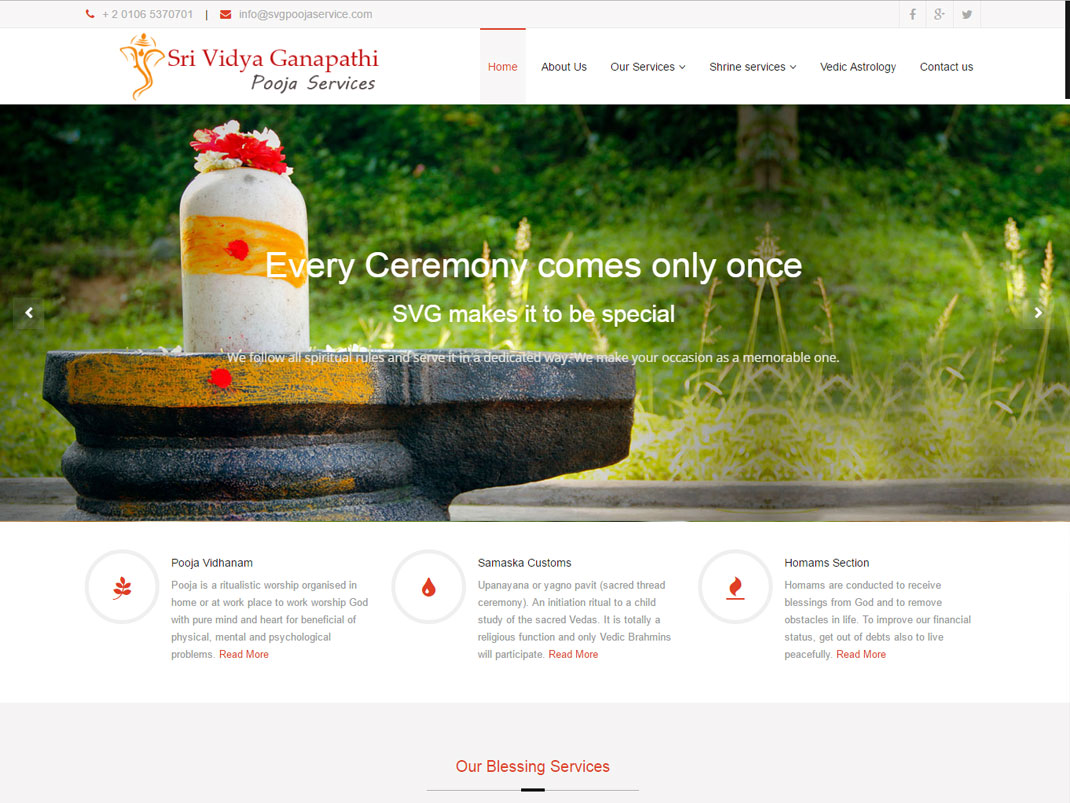 + 2 0106 5370701 | info@svgpoojaservice.com
Sri Vidya Ganapathi
Pooja Services
Home About Us Our Services Shrine services Vedic Astrology Contact us
Every Ceremony comes only once
SVG makes it to be special
We follow all spiritual rules and serve it in a dedicated way. We make your occasion as a memorable one.
Pooja Vidhanam
Pooja is a ritualistic worship organised in
home or at work place to work worship God
with pure mind and heart for beneficial of
physical, mental and psychological
problems. Read More
Samaska Customs
Upanayana or yagno pavit (sacred thread
ceremony). An initiation ritual to a child
study of the sacred Vedas. It is totally a
religious function and only Vedic Brahmins
will participate. Read More
Homams Section
Homams are conducted to receive
blessings from God and to remove
obstacles in life. To improve our financial
status, get out of debts also to live
peacefully. Read More
Our Blessing Services